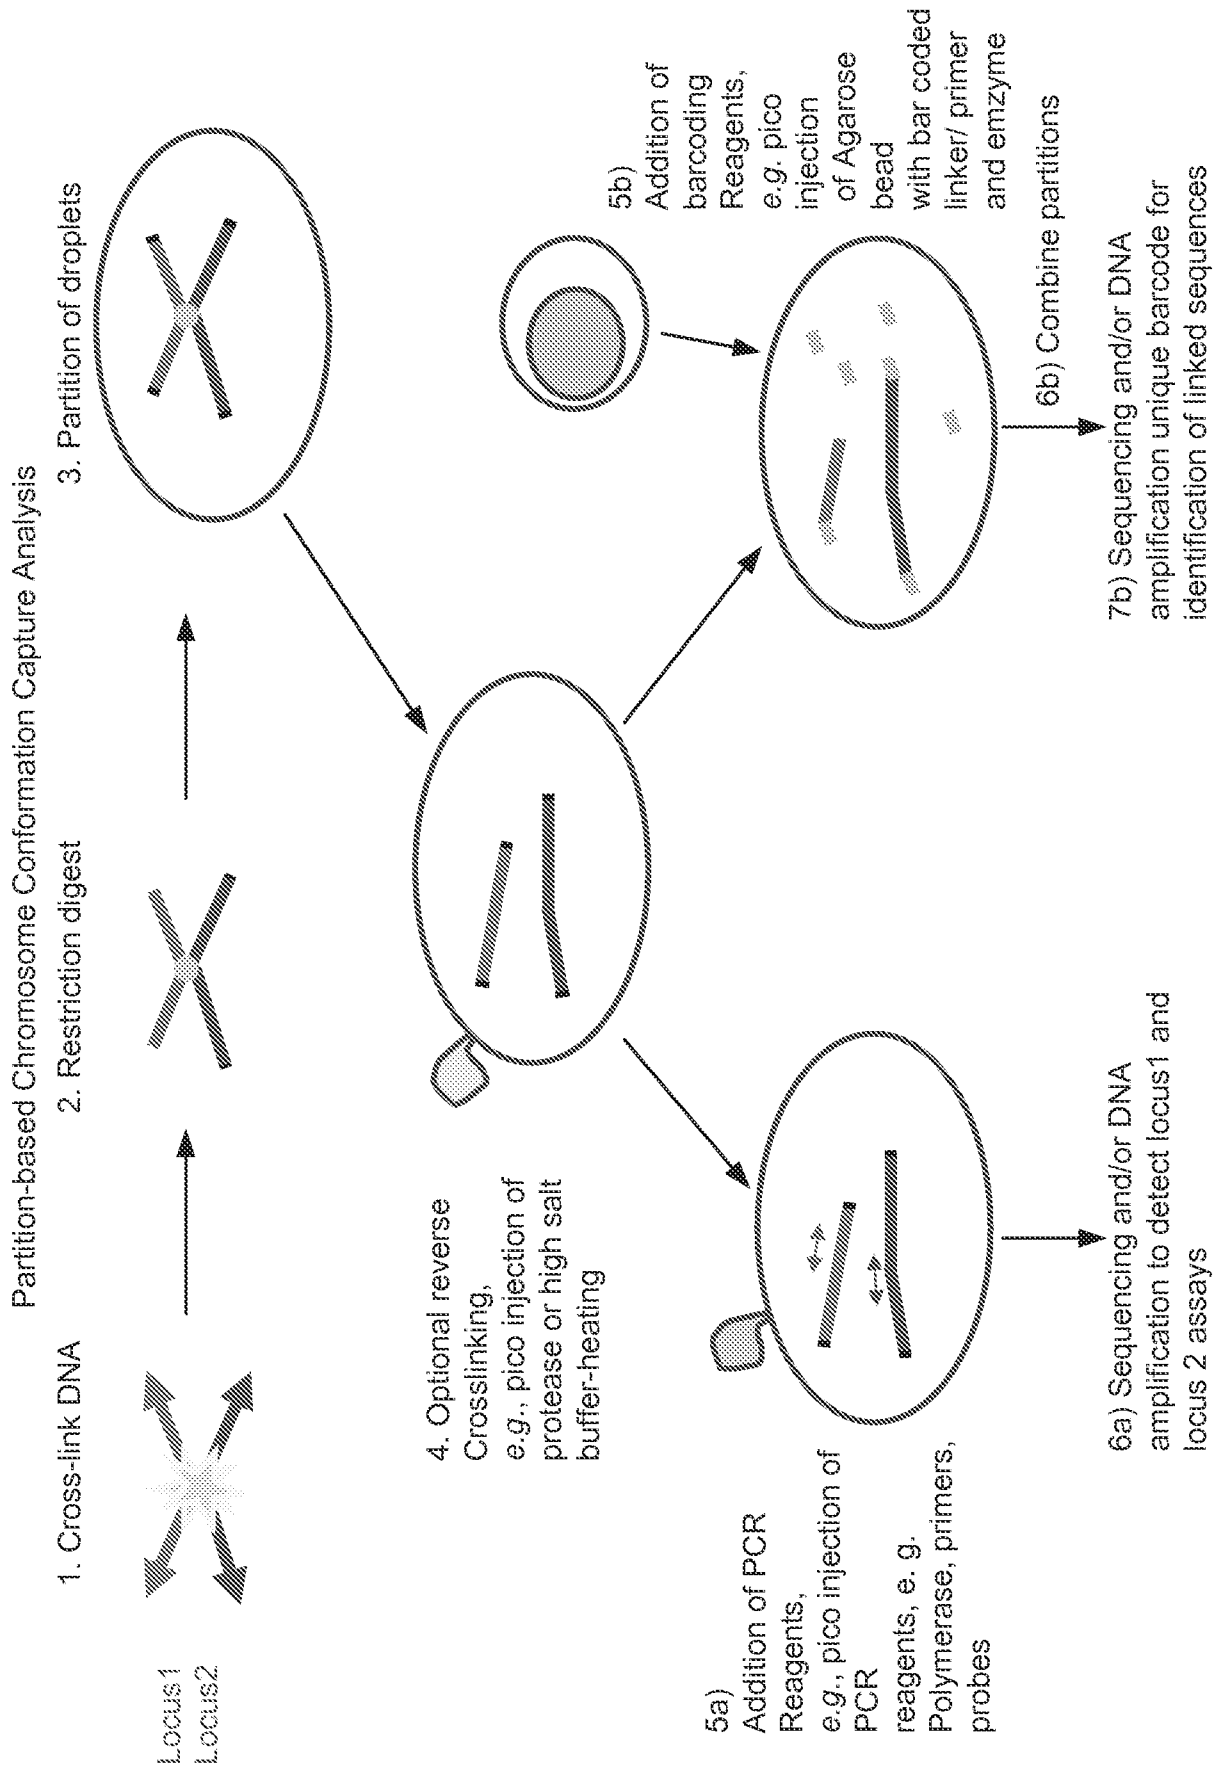 Partition-based Chromosome Conformation Capture Analysis
1. Cross-link DNA
2. Restriction digest
3. Partition of droplets
Locus1
Locus2
4. Optional reverse
Crosslinking,
e.g., pico injection of
protease or high salt
buffer-heating
5a)
Addition of PCR
Reagents,
e.g., pico injection of
PCR
reagents, e. g.
Polymerase, primers,
probes
5b)
Addition of
barcoding
Reagents,
e.g. pico
injection
of Agarose
bead
with bar coded
linker/ primer
and emzyme
6b) Combine partitions
6a) Sequencing and/or DNA
amplification to detect locus1 and
locus 2 assays
7b) Sequencing and/or DNA
amplification unique barcode for
identification of linked sequences